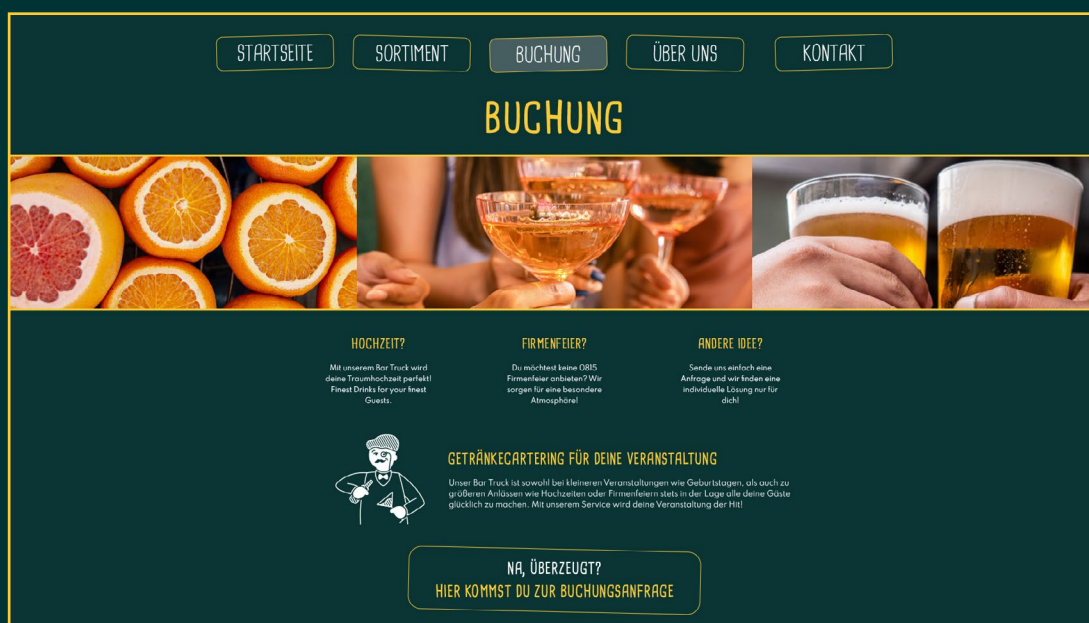 STARTSEITE SORTIMENT BUCHUNG ÜBER UNS KONTAKT
BUCHUNG
HOCHZEIT?
Mit unserem Bar Truck wird
deine Traumhochzeit perfekt!
Finest Drinks for your finest
Guests.
FIRMENFEIER?
Du möchtest keine 0815
Firmenfeier anbieten? Wir
sorgen für eine besondere
Atmosphäre!
ANDERE IDEE?
Sende uns einfach eine
Anfrage und wir finden eine
individuelle Lösung nur für
dich!
GETRÄNKECARTERING FÜR DEINE VERANSTALTUNG
Unser Bar Truck ist sowohl bei kleineren Veranstaltungen wie Geburtstagen, als auch zu
größeren Anlässen wie Hochzeiten oder Firmenfeiern stets in der Lage alle deine Gäste
glücklich zu machen. Mit unserem Service wird deine Veranstaltung der Hit!
NA, ÜBERZEUGT?
HIER KOMMST DU ZUR BUCHUNGSANFRAGE